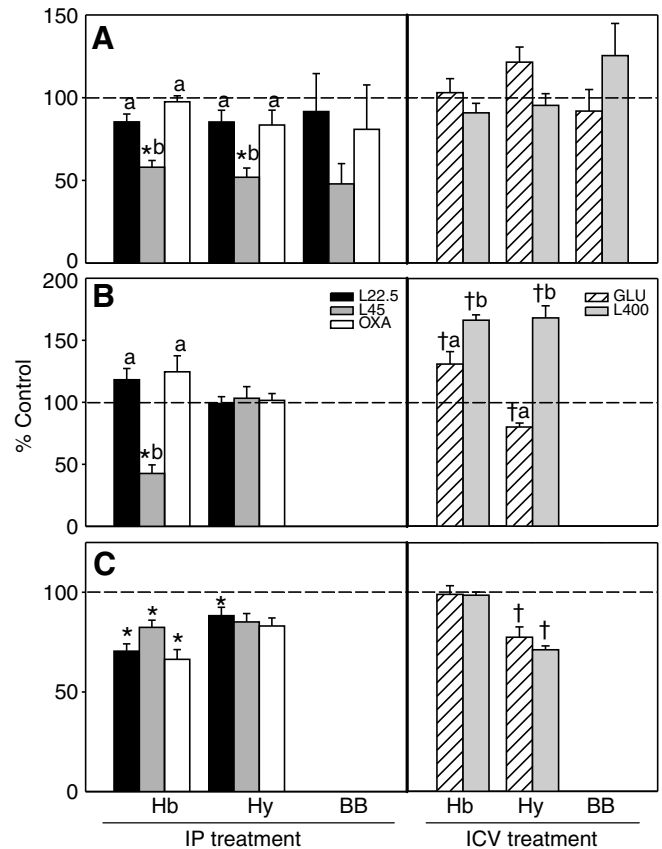 A
150
100
50
0
a
*b
a
a
*b
a
B
200
150
100
50
0
% Control
L22.5
L45
OXA
GLU
L400
a
*b
a
†a
†b
†a
†b
C
100
50
0
*
*
*
*
†
†
Hb Hy BB Hb Hy BB
IP treatment ICV treatment